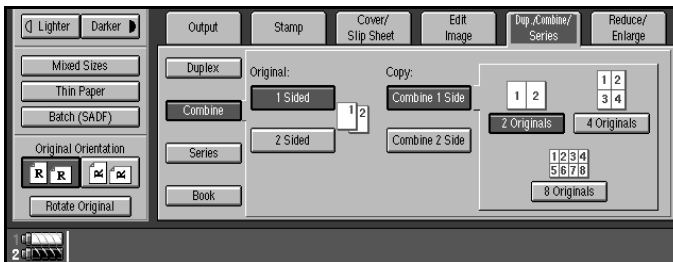 Lighter Darker
Mixed Sizes
Thin Paper
Batch (SADF)
Original Orientation
R R R R
Rotate Original
1
2
Output
Stamp
Cover/
Slip Sheet
Edit
Image
Dup./Combine/
Series
Reduce/
Enlarge
Duplex
Combine
Series
Book
Original:
1 Sided
1 2
2 Sided
Copy:
Combine 1 Side
Combine 2 Side
1 2
2 Originals
1 2
3 4
4 Originals
1 2 3 4
5 6 7 8
8 Originals